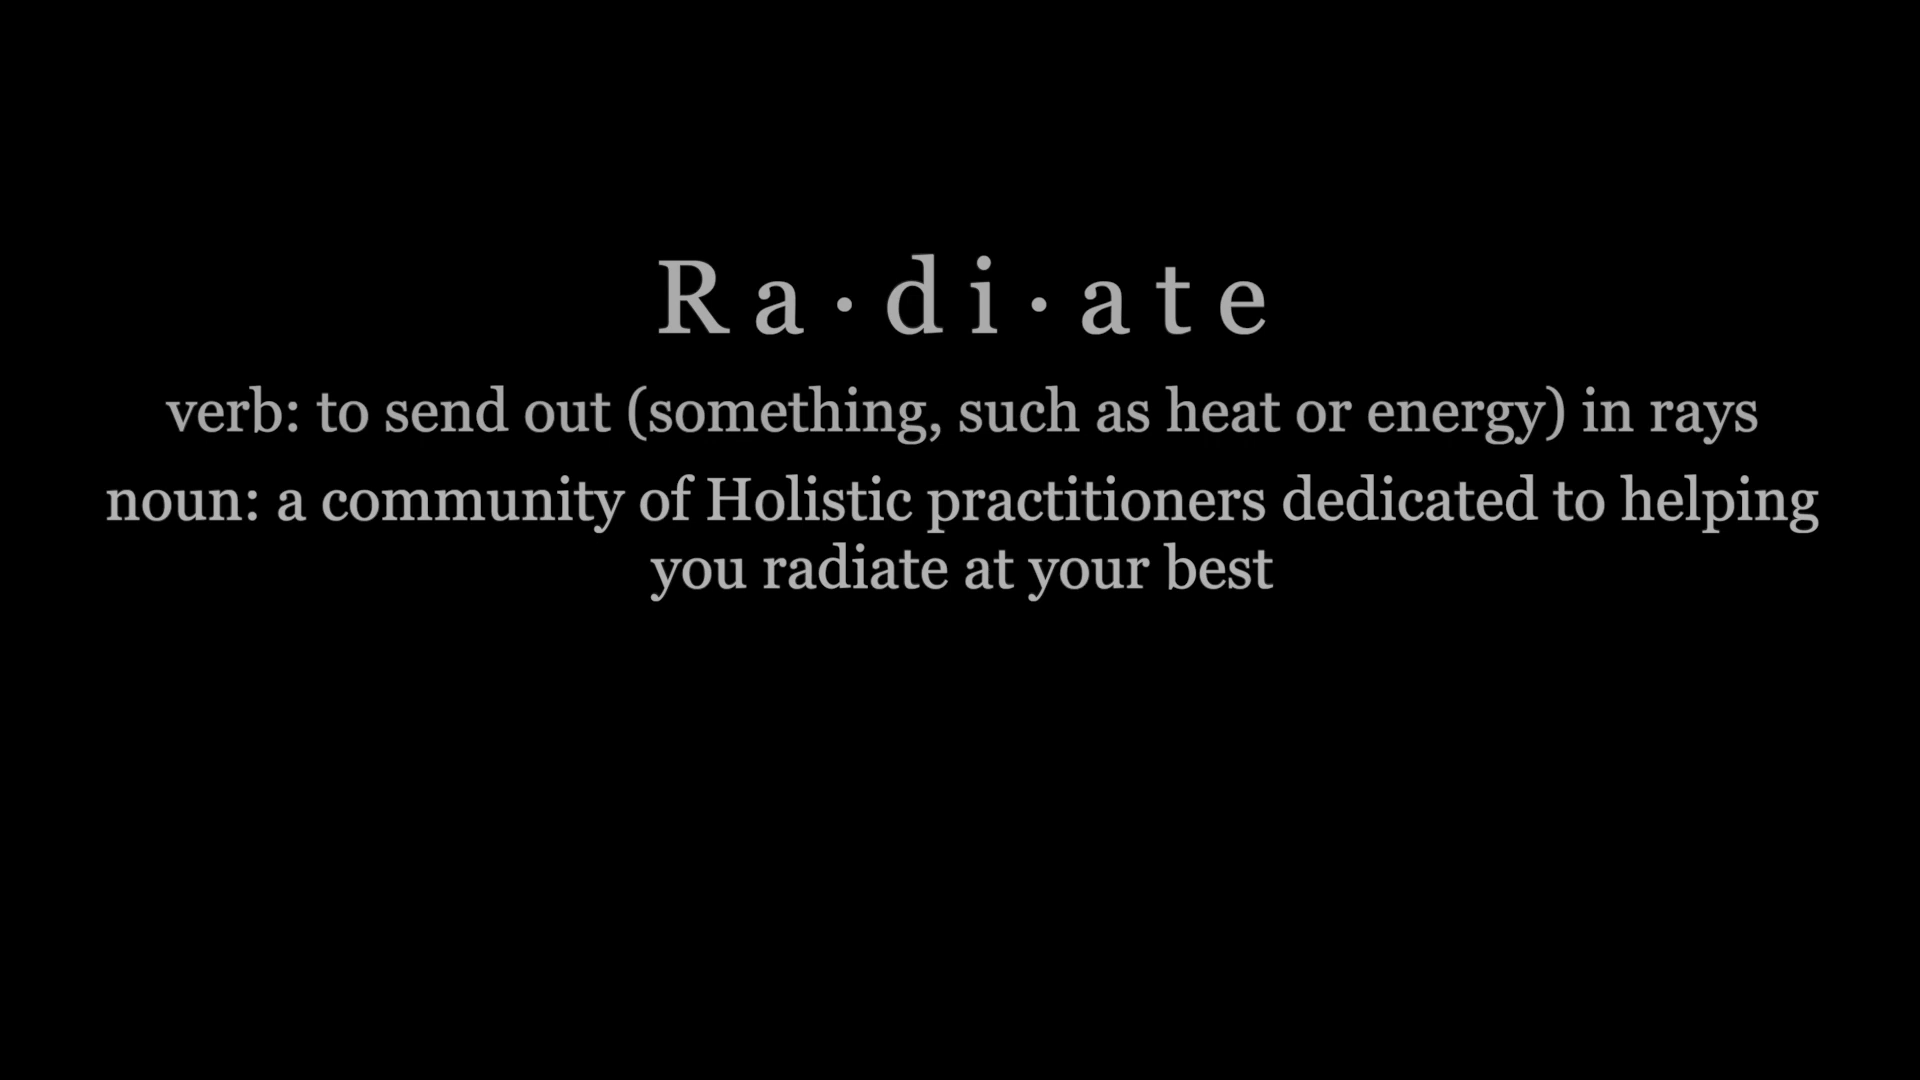 Ra·di·ate
verb: to send out (something, such as heat or energy) in rays
noun: a community of Holistic practitioners dedicated to helping
you radiate at your best